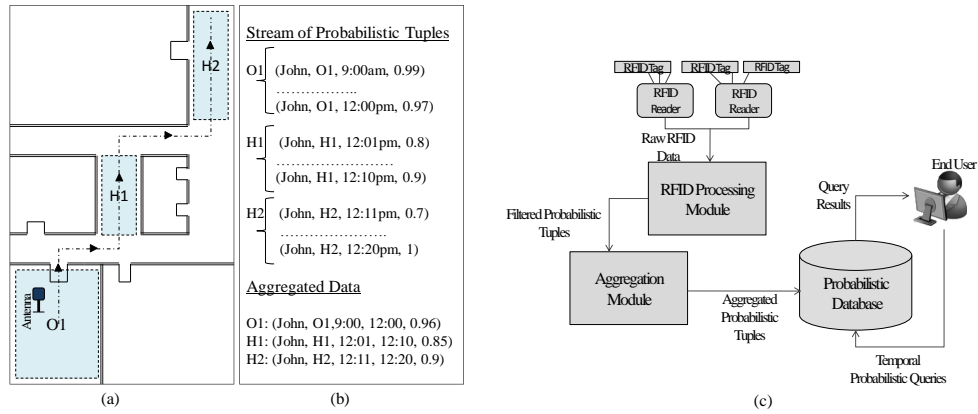 H2
H1
Antenna
O1
(a)
Stream of Probabilistic Tuples
O1
(John, O1, 9:00am, 0.99)
………………..
(John, O1, 12:00pm, 0.97)
H1
(John, H1, 12:01pm, 0.8)
……………………
(John, H1, 12:10pm, 0.9)
H2
(John, H2, 12:11pm, 0.7)
…………………..
(John, H2, 12:20pm, 1)
Aggregated Data
O1: (John, O1,9:00, 12:00, 0.96)
H1: (John, H1, 12:01, 12:10, 0.85)
H2: (John, H2, 12:11, 12:20, 0.9)
(b)
RFID Tag
RFID Tag
RFID Tag
RFID
Reader
RFID
Reader
Raw RFID
Data
RFID Processing
Module
Filtered Probabilistic
Tuples
Aggregation
Module
Aggregated
Probabilistic
Tuples
Probabilistic
Database
Query
Results
End User
Temporal
Probabilistic Queries
(c)